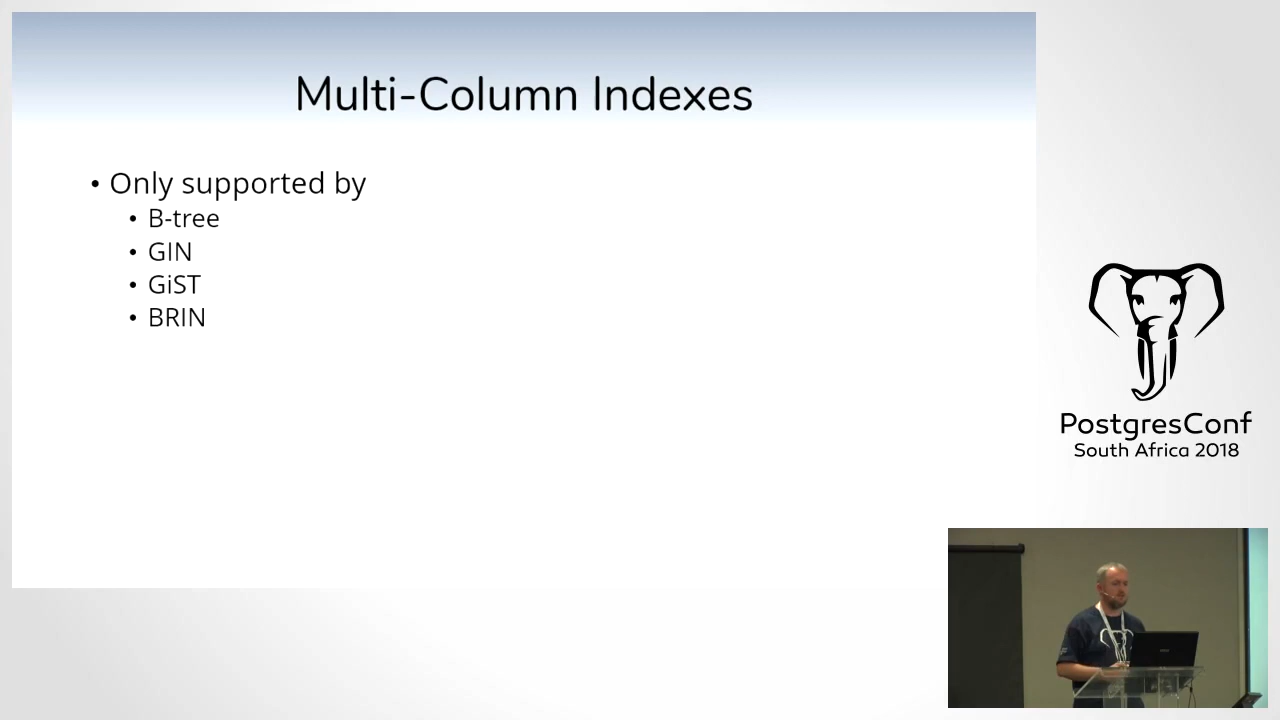 Multi-Column Indexes
• Only supported by
• B-tree
• GIN
• GiST
• BRIN
PostgresConf
South Africa 2018